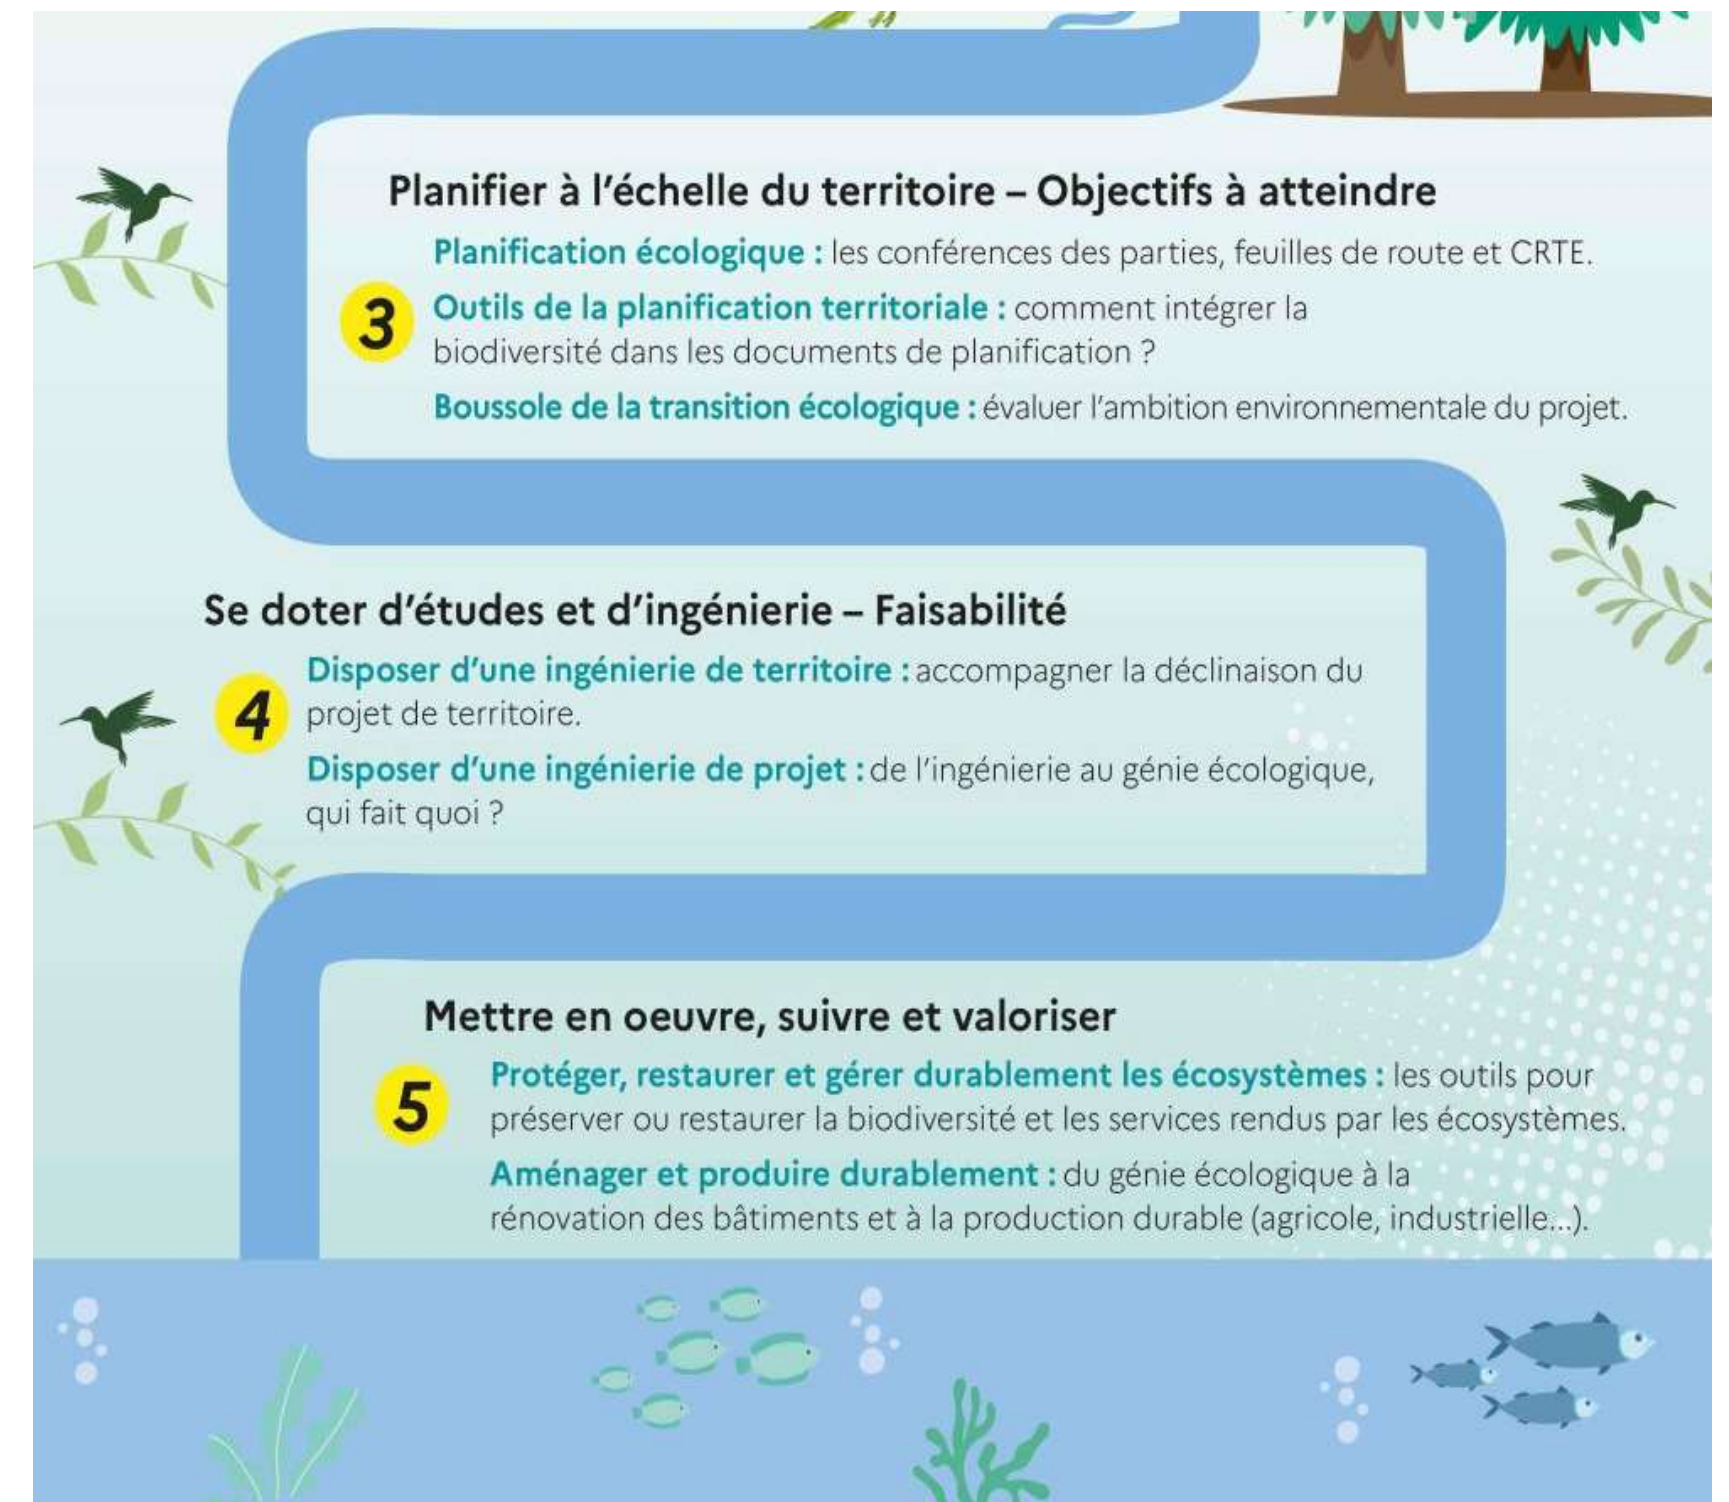 Planifier à l’échelle du territoire – Objectifs à atteindre
Planification écologique : les conférences des parties, feuilles de route et CRTE.
3
Outils de la planification territoriale : comment intégrer la
biodiversité dans les documents de planification ?
Boussole de la transition écologique : évaluer l’ambition environnementale du projet.
Se doter d’études et d’ingénierie – Faisabilité
Disposer d’une ingénierie de territoire : accompagner la déclinaison du
4
projet de territoire.
Disposer d’une ingénierie de projet : de l’ingénierie au génie écologique,
qui fait quoi ?
Mettre en oeuvre, suivre et valoriser
5
Protéger, restaurer et gérer durablement les écosystèmes : les outils pour
préserver ou restaurer la biodiversité et les services rendus par les écosystèmes.
Aménager et produire durablement : du génie écologique à la
rénovation des bâtiments et à la production durable (agricole, industrielle...).